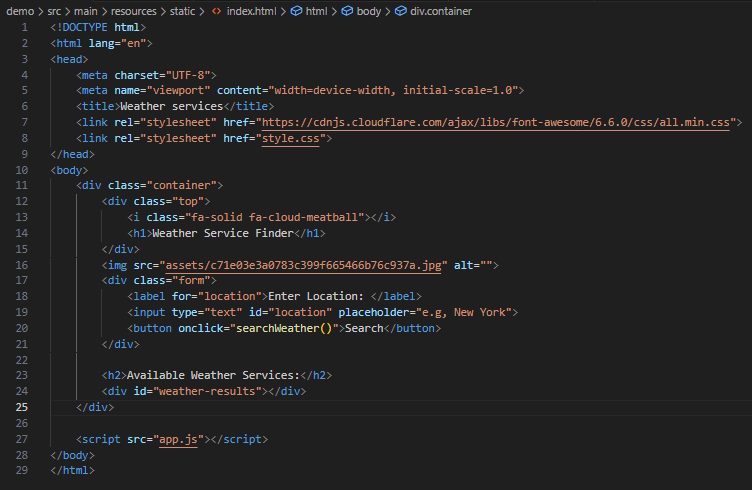 demo > src > main > resources > static > <> index.html > html > body > div.container
1 <!DOCTYPE html>
2 <html lang="en">
3 <head>
4     <meta charset="UTF-8">
5     <meta name="viewport" content="width=device-width, initial-scale=1.0">
6     <title>Weather services</title>
7     <link rel="stylesheet" href="https://cdnjs.cloudflare.com/ajax/libs/font-awesome/6.6.0/css/all.min.css">
8     <link rel="stylesheet" href="style.css">
9 </head>
10 <body>
11     <div class="container">
12         <div class="top">
13             <i class="fa-solid fa-cloud-meatball"></i>
14             <h1>Weather Service Finder</h1>
15         </div>
16         <img src="assets/c71e03e3a0783c399f665466b76c937a.jpg" alt="">
17         <div class="form">
18             <label for="location">Enter Location: </label>
19             <input type="text" id="location" placeholder="e.g, New York">
20             <button onclick="searchWeather()">Search</button>
21         </div>
22
23         <h2>Available Weather Services:</h2>
24         <div id="weather-results"></div>
25     </div>
26
27     <script src="app.js"></script>
28 </body>
29 </html>